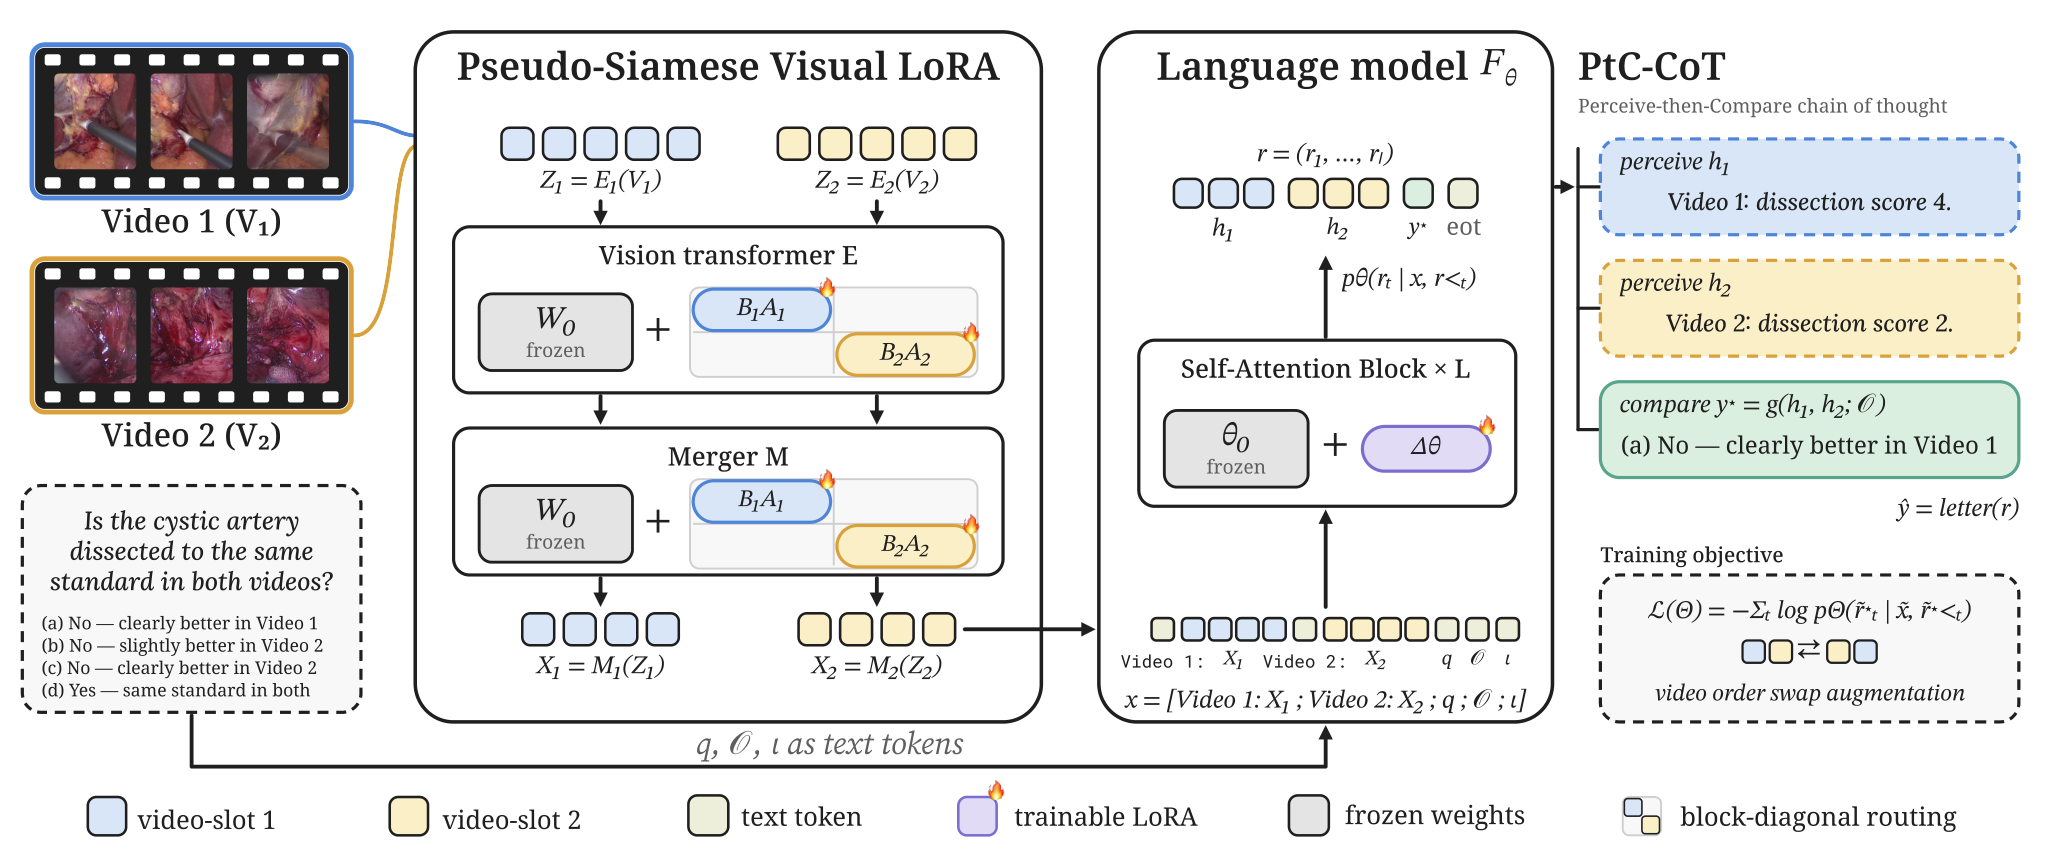 Video 1 (V₁)
Video 2 (V₂)
Is the cystic artery
dissected to the same
standard in both videos?
(a) No — clearly better in Video 1
(b) No — slightly better in Video 2
(c) No — clearly better in Video 2
(d) Yes — same standard in both
Pseudo-Siamese Visual LoRA
Z₁ = E₁(V₁)
Z₂ = E₂(V₂)
Vision transformer E
W₀
frozen
+
B₁A₁
B₂A₂
Merger M
W₀
frozen
+
B₁A₁
B₂A₂
X₁ = M₁(Z₁)
X₂ = M₂(Z₂)
q, 𝒪, ι as text tokens
Language model F_θ
r = (r₁, ..., r_l)
h₁
h₂
y⋆
eot
pθ(rₜ | x, r<ₜ)
Self-Attention Block × L
θ₀
frozen
+
Δθ
Video 1: X₁ Video 2: X₂ q 𝒪 ι
x = [Video 1: X₁ ; Video 2: X₂ ; q ; 𝒪 ; ι]
PtC-CoT
Perceive-then-Compare chain of thought
perceive h₁
Video 1: dissection score 4.
perceive h₂
Video 2: dissection score 2.
compare y⋆ = g(h₁, h₂; 𝒪)
(a) No — clearly better in Video 1
ŷ = letter(r)
Training objective
ℒ(Θ) = −Σₜ log pΘ(r̃⋆ₜ | x̃, r̃⋆<ₜ)
⇄
video order swap augmentation
video-slot 1
video-slot 2
text token
trainable LoRA
frozen weights
block-diagonal routing